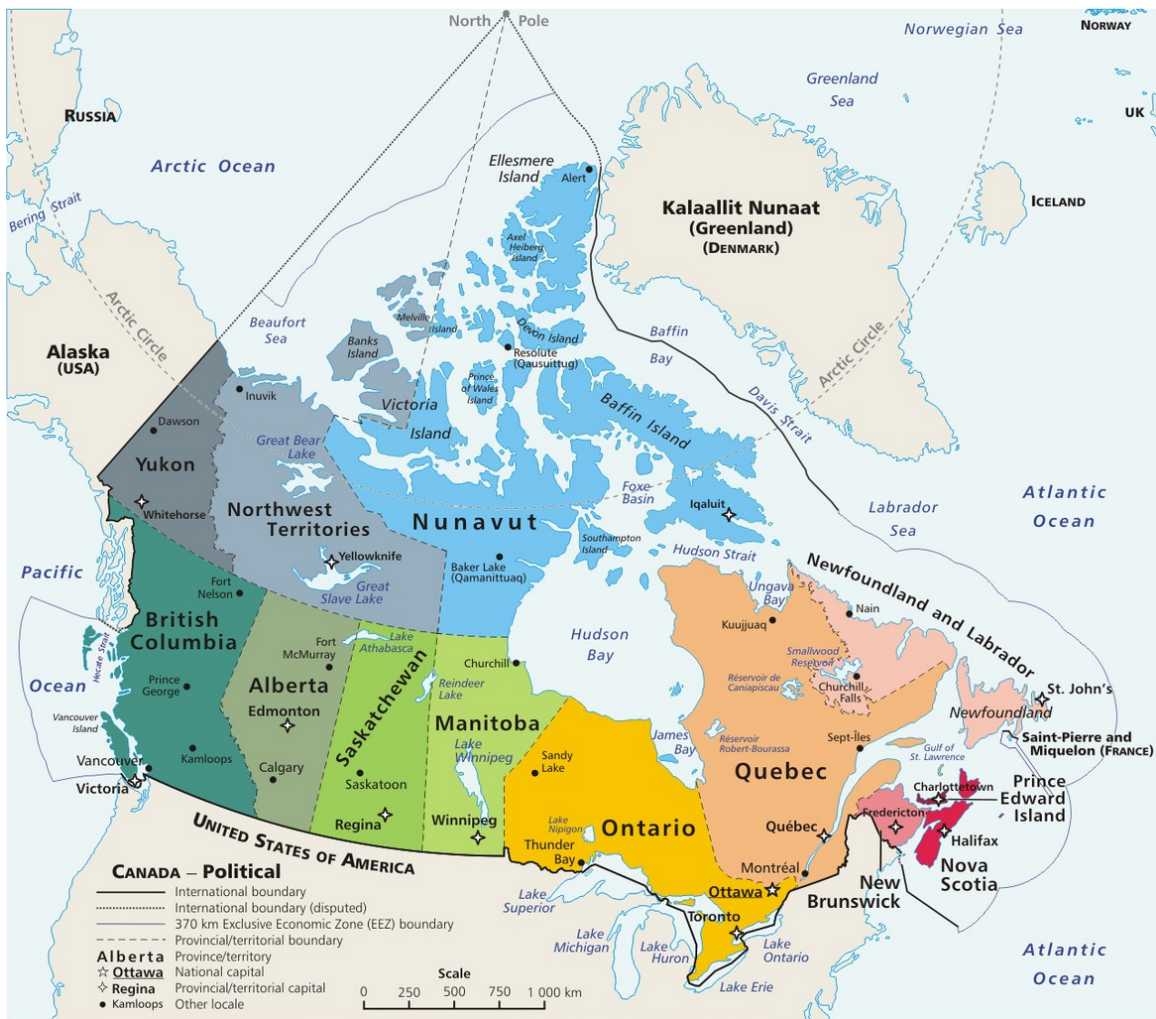 North Pole
Norwegian Sea
NORWAY
Greenland
Sea
RUSSIA
UK
Arctic Ocean
Ellesmere
Island
Alert
Bering Strait
Kalaallit Nunaat
(Greenland)
(DENMARK)
ICELAND
Axel
Heiberg
Island
Arctic Circle
Beaufort
Sea
Melville Island
Devon Island
Baffin
Bay
Arctic Circle
Alaska
(USA)
Banks
Island
Resolute
(Qausuittug)
Prince
of Wales
Island
Inuvik
Victoria
Island
Baffin Island
Davis Strait
Dawson
Great Bear
Lake
Yukon
Foxe
Basin
Iqaluit
Whitehorse
Northwest
Territories
Nunavut
Labrador
Sea
Atlantic
Ocean
Southampton
Island
Hudson Strait
Yellowknife
Baker Lake
(Qamanittuaq)
Great
Slave Lake
Pacific
Ocean
Fort
Nelson
Ungava
Bay
Newfoundland and Labrador
Nain
British
Columbia
Hecate Strait
Lake
Athabasca
Fort
McMurray
Hudson
Bay
Kuujjuaq
Smallwood
Reservoir
Churchill
Prince
George
Alberta
Edmonton
Saskatchewan
Reindeer
Lake
Réservoir de
Caniapiscau
Churchill
Falls
St. John's
Newfoundland
Vancouver
Island
Manitoba
James
Bay
Réservoir
Robert-Bourassa
Sept-Îles
Saint-Pierre and
Miquelon (FRANCE)
Kamloops
Lake
Winnipeg
Sandy
Lake
Gulf of
St. Lawrence
Vancouver
Victoria
Calgary
Saskatoon
Quebec
Charlottetown
Prince
Edward
Island
Regina
Winnipeg
Lake
Nipigon
Ontario
Fredericton
Québec
Halifax
UNITED STATES OF AMERICA
Thunder
Bay
Montréal
Nova
Scotia
Ottawa
New
Brunswick
Lake
Superior
Toronto
Lake
Michigan
Lake
Huron
Lake
Ontario
Lake Erie
Atlantic
Ocean
CANADA – Political
International boundary
International boundary (disputed)
370 km Exclusive Economic Zone (EEZ) boundary
Provincial/territorial boundary
Alberta Province/territory
Ottawa National capital
Regina Provincial/territorial capital
Kamloops Other locale
Scale
0 250 500 750 1 000 km